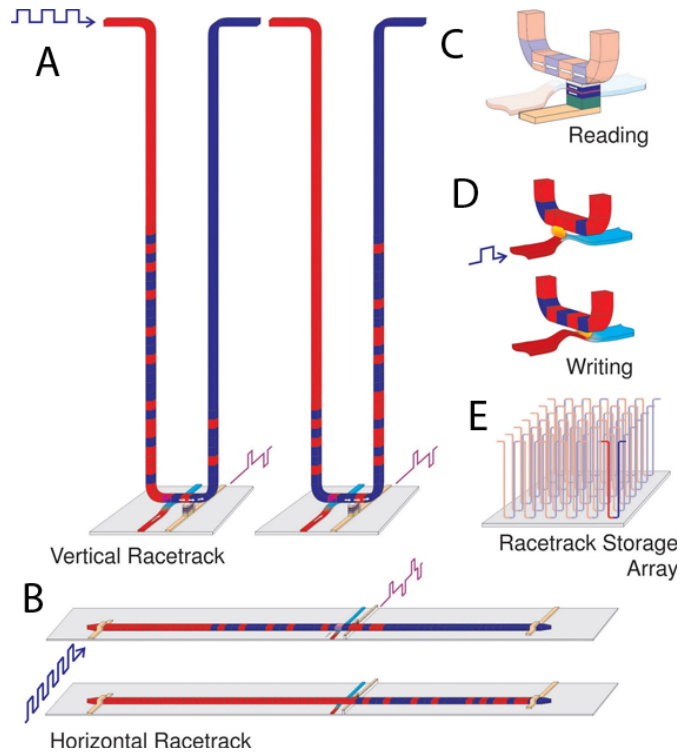 A
C
Reading
D
Writing
E
Vertical Racetrack
Racetrack Storage
Array
B
Horizontal Racetrack